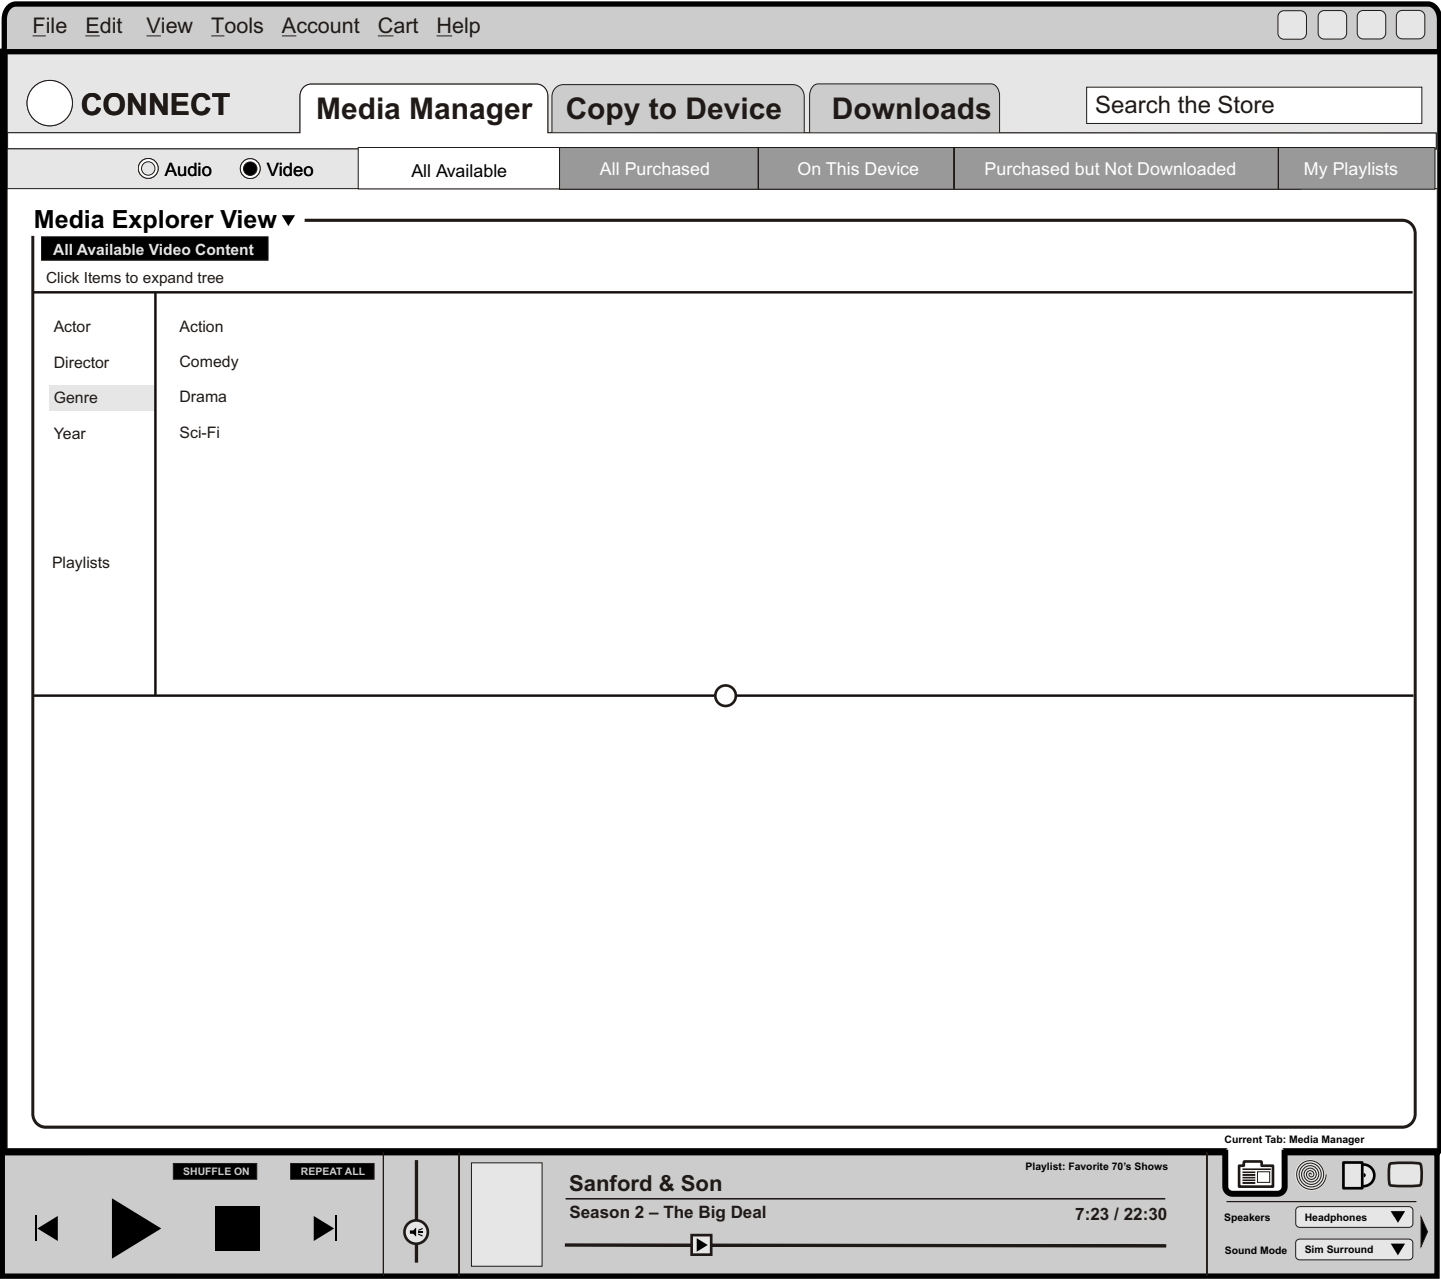 File Edit View Tools Account Cart Help
CONNECT
Media Manager
Copy to Device
Downloads
Search the Store
Audio
Video
All Available
All Purchased
On This Device
Purchased but Not Downloaded
My Playlists
Media Explorer View
All Available Video Content
Click Items to expand tree
Actor
Director
Genre
Year
Playlists
Action
Comedy
Drama
Sci-Fi
Current Tab: Media Manager
SHUFFLE ON
REPEAT ALL
Playlist: Favorite 70's Shows
Sanford & Son
Season 2 – The Big Deal
7:23 / 22:30
Speakers
Headphones
Sound Mode
Sim Surround